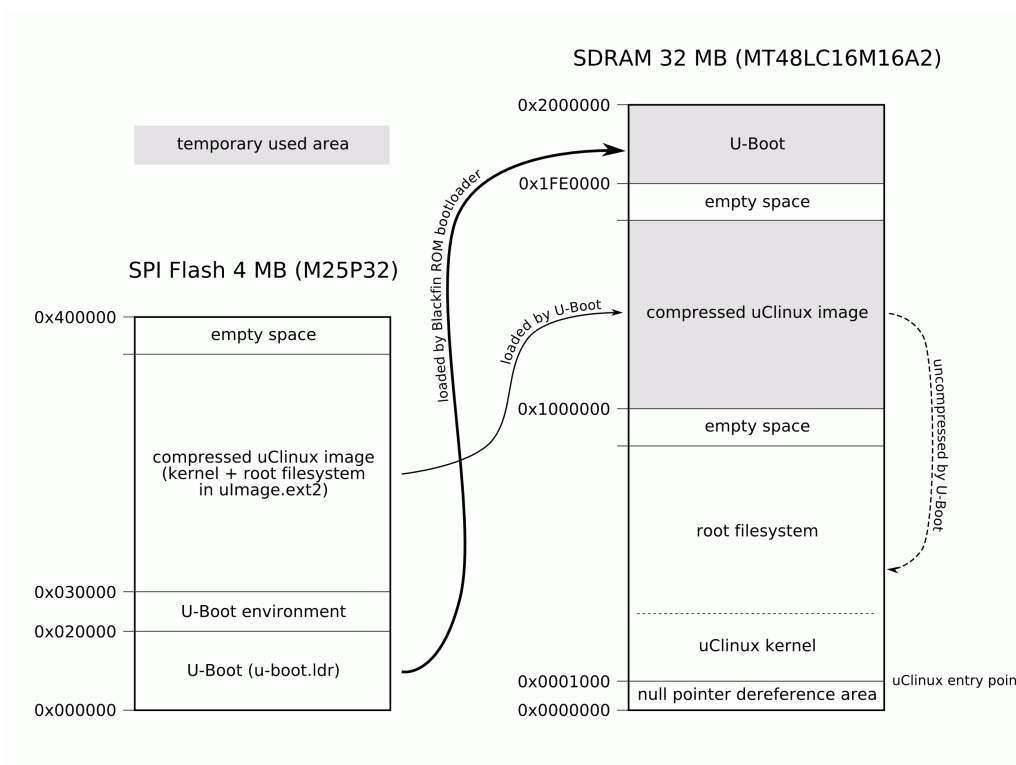 SDRAM 32 MB (MT48LC16M16A2)
temporary used area
SPI Flash 4 MB (M25P32)
0x400000
empty space
compressed uClinux image
(kernel + root filesystem
in uImage.ext2)
0x030000
U-Boot environment
0x020000
U-Boot (u-boot.ldr)
0x000000
loaded by Blackfin ROM bootloader
loaded by U-Boot
0x2000000
U-Boot
0x1FE0000
empty space
compressed uClinux image
0x1000000
empty space
root filesystem
uClinux kernel
0x0001000
null pointer dereference area
0x0000000
uncompressed by U-Boot
uClinux entry poin